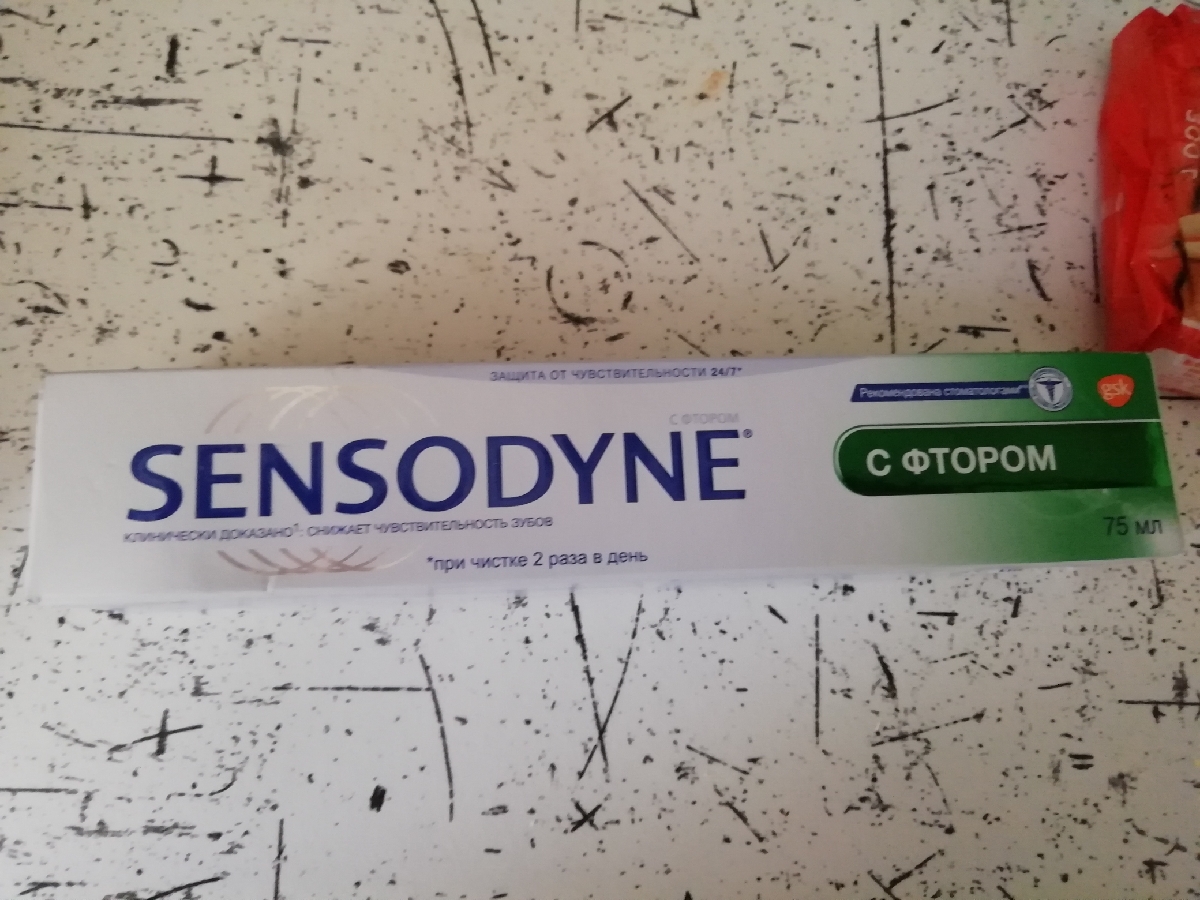 ЗАЩИТА ОТ ЧУВСТВИТЕЛЬНОСТИ 24/7*
Рекомендована стоматологами**
gsk
С ФТОРОМ
SENSODYNE®
С ФТОРОМ
КЛИНИЧЕСКИ ДОКАЗАНО¹: СНИЖАЕТ ЧУВСТВИТЕЛЬНОСТЬ ЗУБОВ
75 мл
*при чистке 2 раза в день